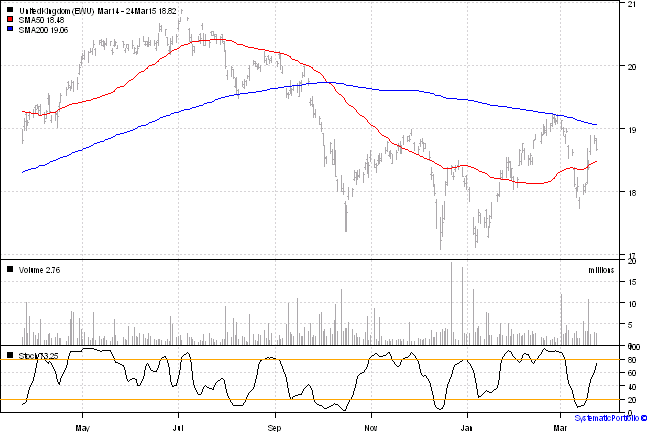 UnitedKingdom (EWU) Mar14 - 24Mar15 18.82
SMA50 18.48
SMA200 19.06
21
20
19
18
17
Volume 2.76
millions
20
15
10
5
0
Stoch 73.25
100
80
60
40
20
0
May
Jul
Sep
Nov
Jan
Mar
SystematicPortfolio ©